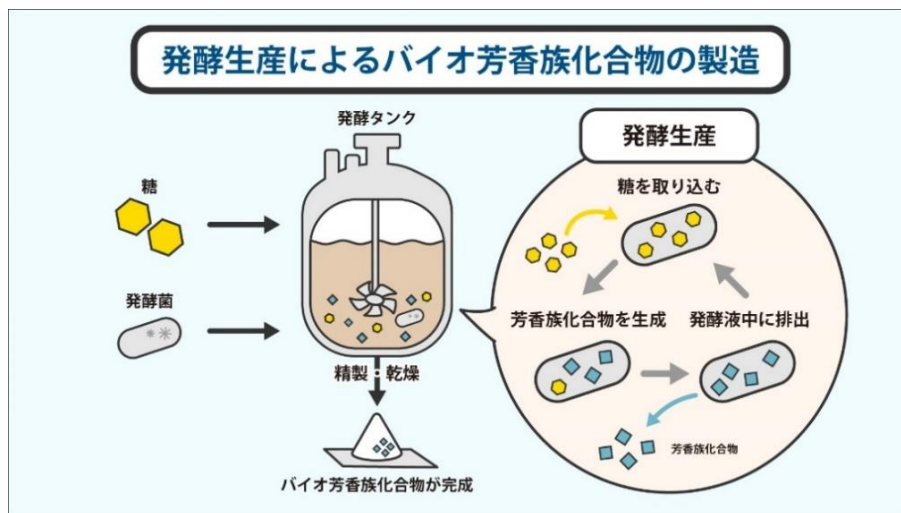 発酵生産によるバイオ芳香族化合物の製造
発酵タンク
糖
発酵菌
精製・乾燥
バイオ芳香族化合物が完成
発酵生産
糖を取り込む
芳香族化合物を生成
発酵液中に排出
芳香族化合物